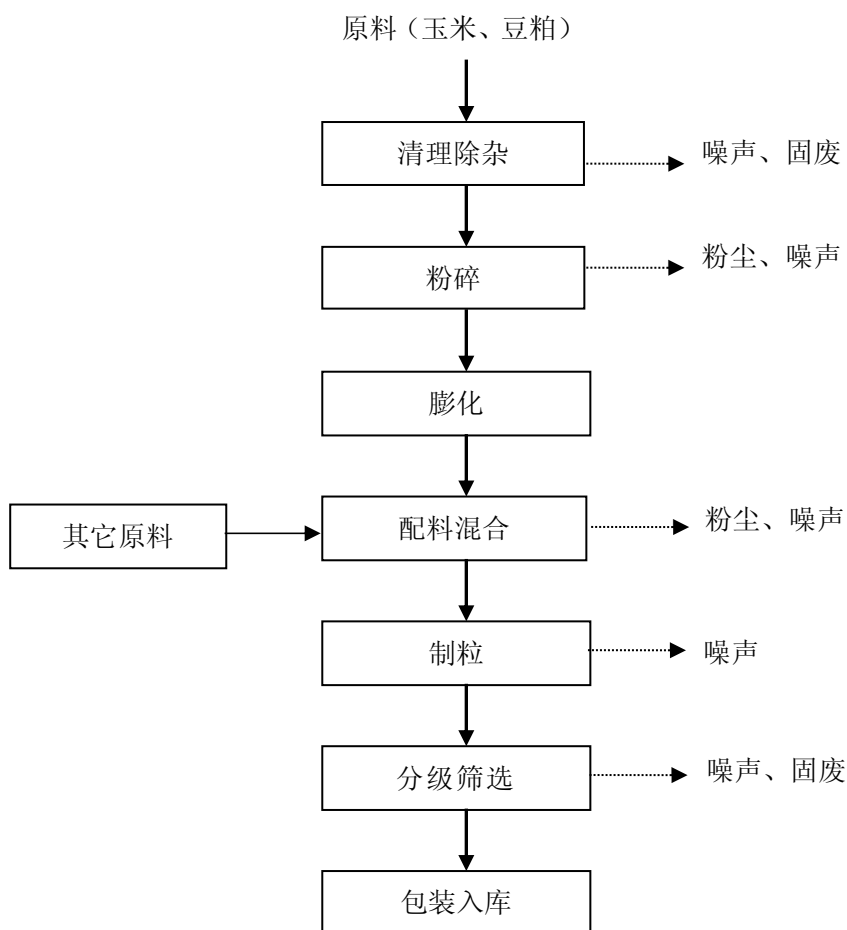 原料（玉米、豆粕）
清理除杂
噪声、固废
粉碎
粉尘、噪声
膨化
其它原料
配料混合
粉尘、噪声
制粒
噪声
分级筛选
噪声、固废
包装入库